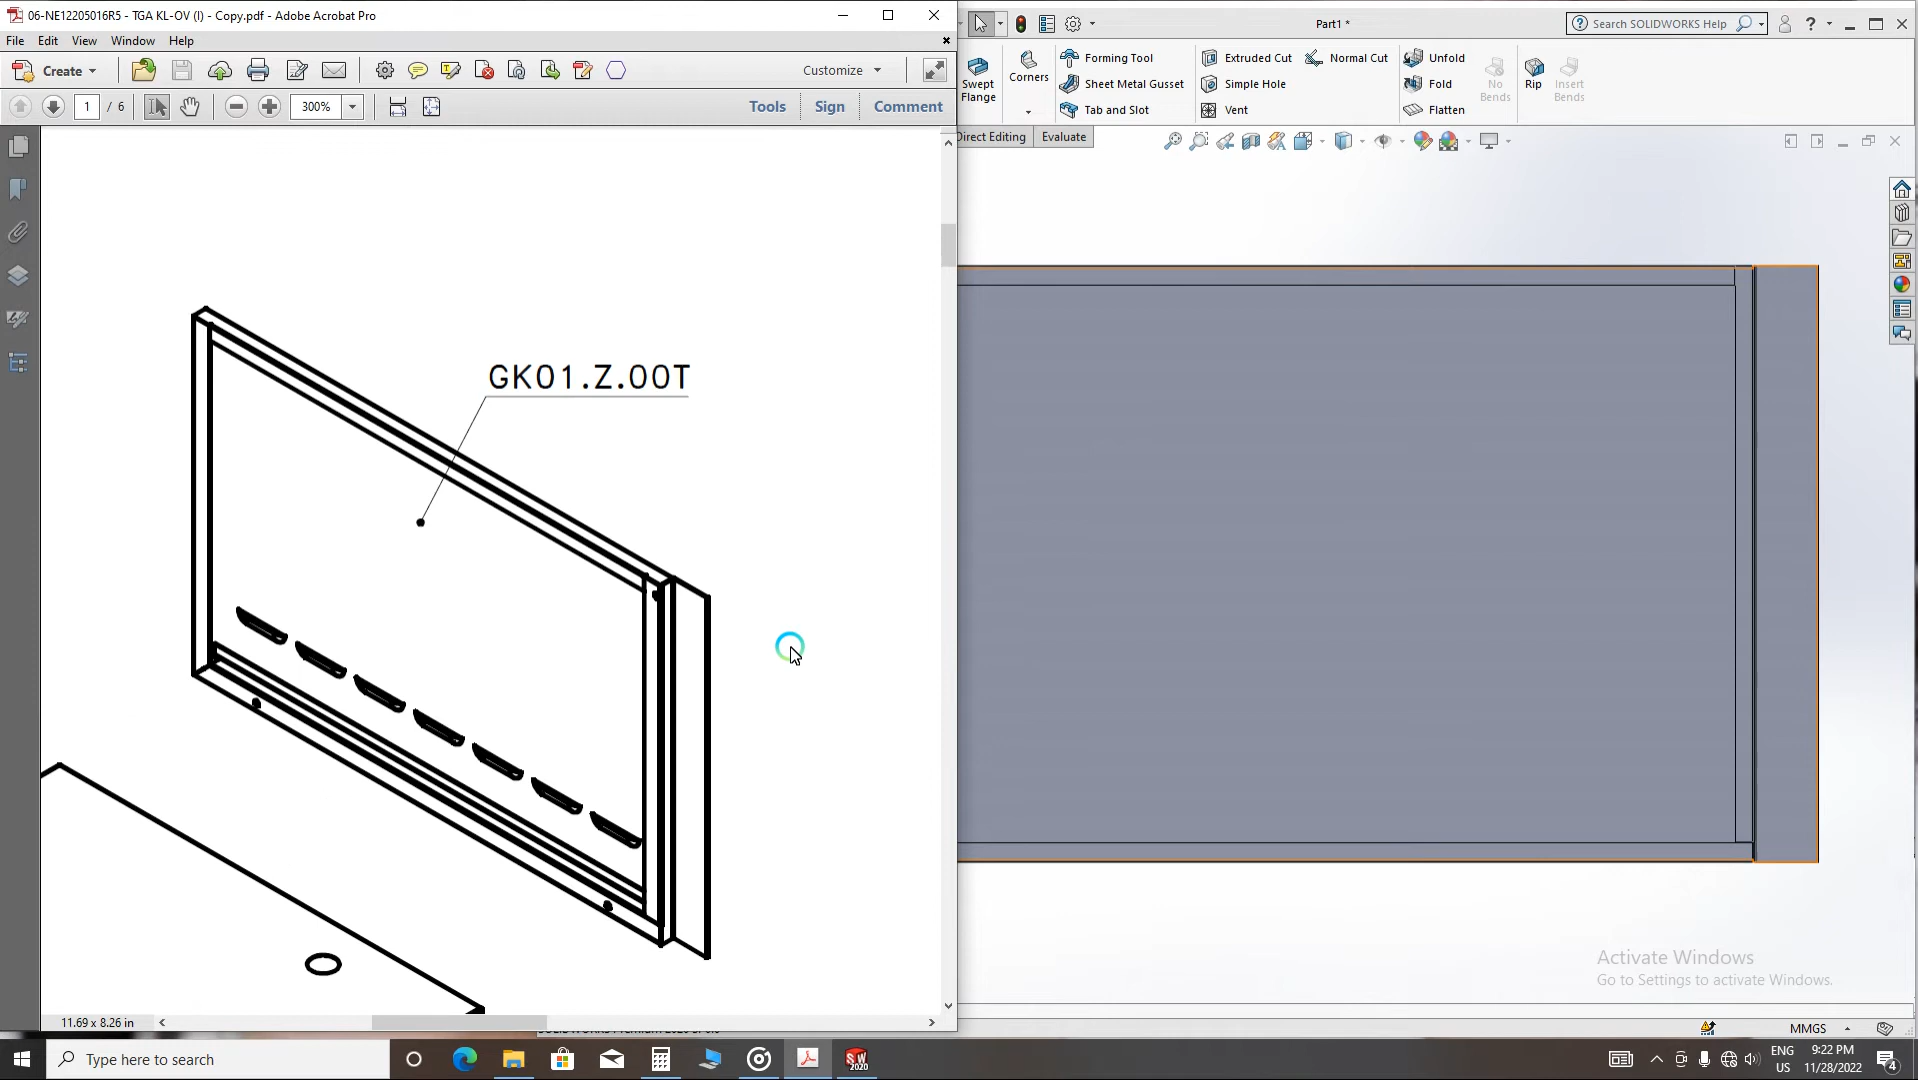 06-NE12205016R5 - TGA KL-OV (I) - Copy.pdf - Adobe Acrobat Pro
Part1 *
Search SOLIDWORKS Help
File Edit View Window Help
Create
Customize
1 / 6
300%
Tools
Sign
Comment
Swept Flange
Corners
Forming Tool
Sheet Metal Gusset
Tab and Slot
Extruded Cut
Simple Hole
Vent
Normal Cut
Unfold
Fold
Flatten
No Bends
Rip
Insert Bends
Direct Editing
Evaluate
GK01.Z.00T
Activate Windows
Go to Settings to activate Windows.
11.69 x 8.26 in
MMGS
Type here to search
SW
2020
ENG
US
9:22 PM
11/28/2022
4